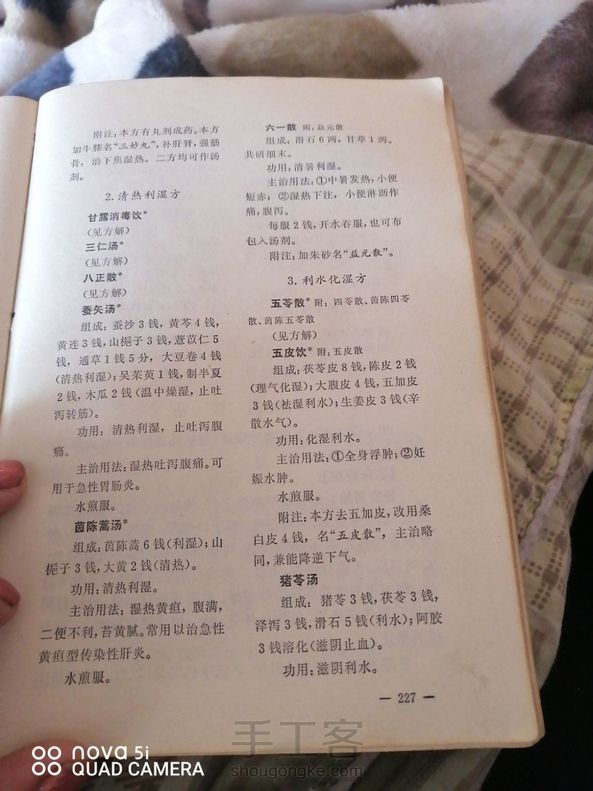 附注：本方有丸剂成药。本方
加牛膝名“三妙丸”，补肝肾，强筋
骨，治下焦湿热。二方均可作汤
剂。
2．清热利湿方
甘露消毒饮*
（见方解）
三仁汤*
（见方解）
八正散*
（见方解）
蚕矢汤*
组成：蚕沙3钱，黄芩4钱，
黄连3钱，山栀子3钱，薏苡仁5
钱，通草1钱5分，大豆卷4钱
（清热利湿）；吴茱萸1钱，制半夏
2钱，木瓜2钱（温中燥湿，止吐
泻转筋）。
功用：清热利湿，止吐泻腹
痛。
主治用法：湿热吐泻腹痛。可
用于急性胃肠炎。
水煎服。
茵陈蒿汤*
组成：茵陈蒿6钱（利湿）；山
栀子3钱，大黄2钱（清热）。
功用：清热利湿。
主治用法：湿热黄疸，腹满，
二便不利，苔黄腻。常用以治急性
黄疸型传染性肝炎。
水煎服。
六一散 附：益元散
组成：滑石6两，甘草1两。
共研细末。
功用：清暑利湿。
主治用法：①中暑发热，小便
短赤；②湿热下注，小便淋沥作
痛，腹泻。
每服2钱，开水吞服，也可布
包入汤剂。
附注：加朱砂名“益元散”。
3．利水化湿方
五苓散* 附：四苓散、茵陈四苓
散、茵陈五苓散
（见方解）
五皮饮* 附：五皮散
组成：茯苓皮8钱，陈皮2钱
（理气化湿）；大腹皮4钱，五加皮
3钱（祛湿利水）；生姜皮3钱（辛
散水气）。
功用：化湿利水。
主治用法：①全身浮肿；②妊
娠水肿。
水煎服。
附注：本方去五加皮，改用桑
白皮4钱，名“五皮散”，主治略
同，兼能降逆下气。
猪苓汤
组成：猪苓3钱，茯苓3钱，
泽泻3钱，滑石5钱（利水）；阿胶
3钱溶化（滋阴止血）。
功用：滋阴利水。
— 227 —
nova 5i
QUAD CAMERA
手工客
shougongke.com